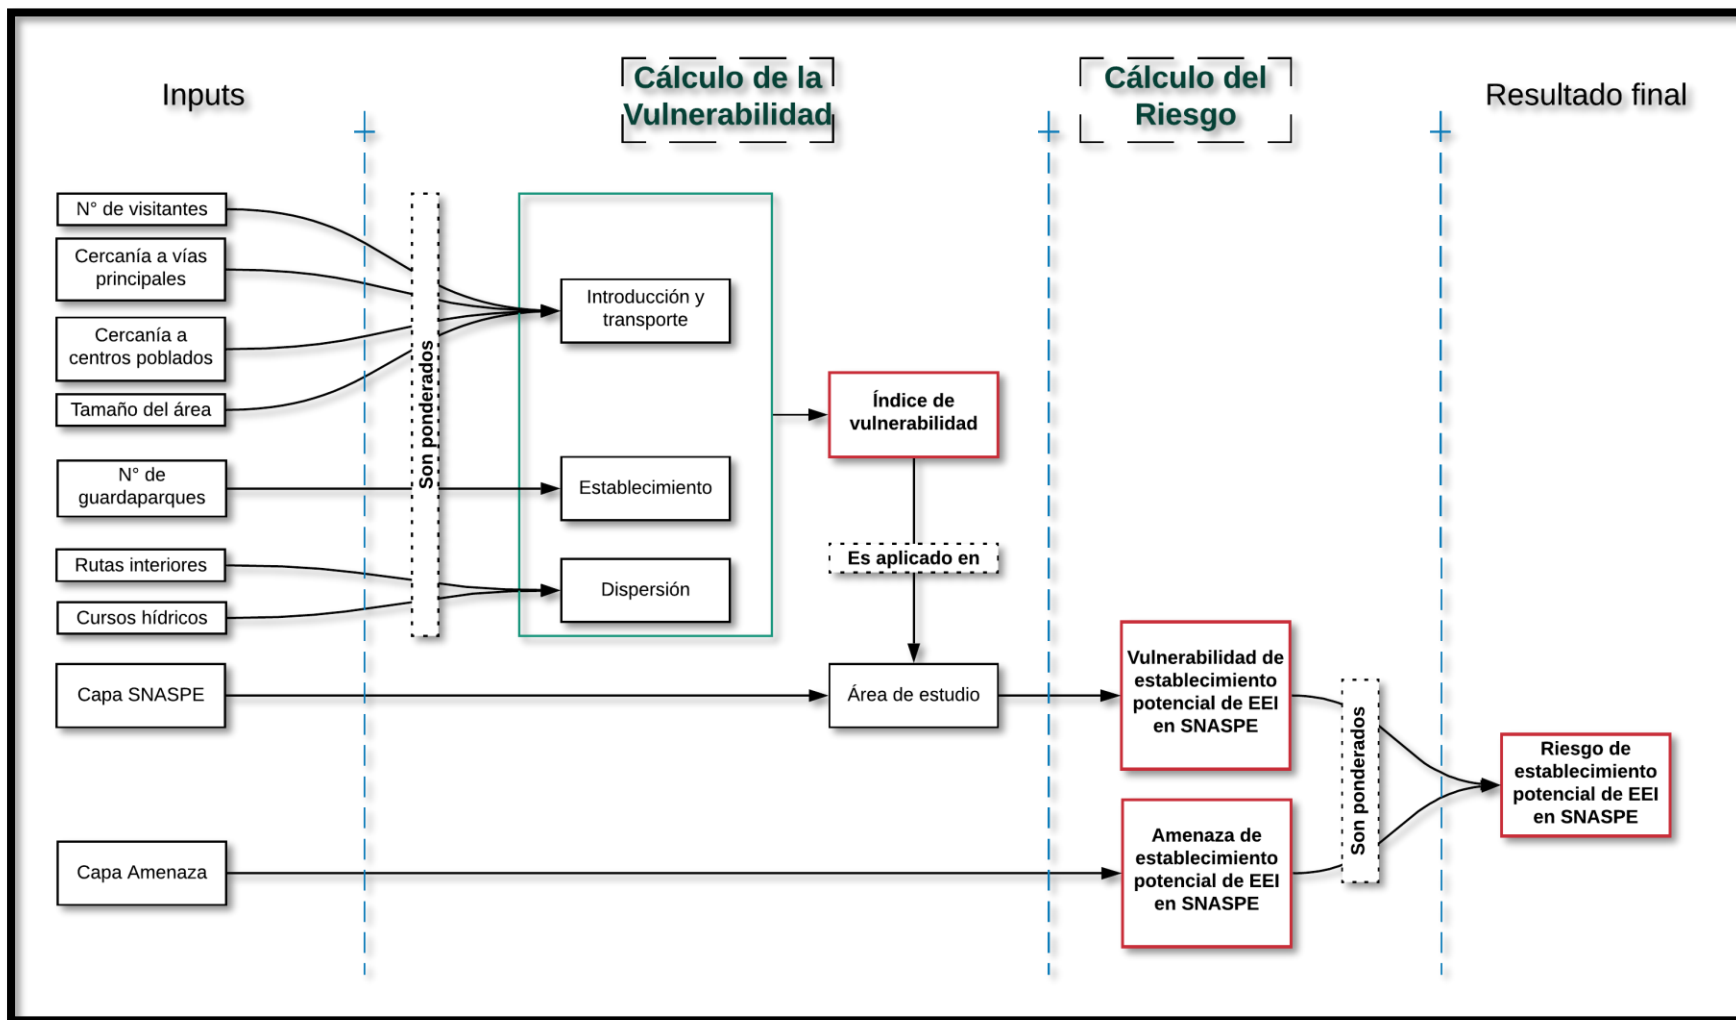 Inputs
Cálculo de la
Vulnerabilidad
Cálculo del
Riesgo
Resultado final
N° de visitantes
Cercanía a vías
principales
Cercanía a
centros poblados
Tamaño del área
N° de
guardaparques
Rutas interiores
Cursos hídricos
Capa SNASPE
Capa Amenaza
Son ponderados
Introducción y
transporte
Establecimiento
Dispersión
Índice de
vulnerabilidad
Es aplicado en
Área de estudio
Vulnerabilidad de
establecimiento
potencial de EEI
en SNASPE
Amenaza de
establecimiento
potencial de EEI
en SNASPE
Son ponderados
Riesgo de
establecimiento
potencial de EEI
en SNASPE